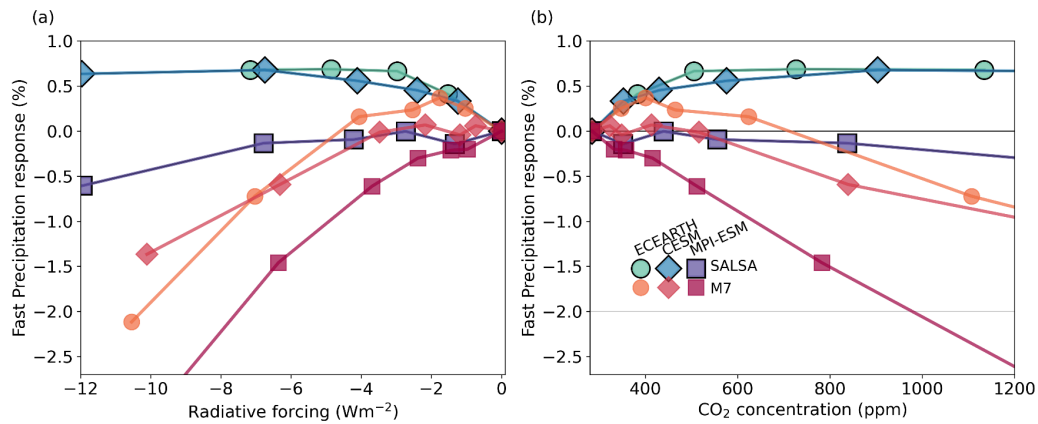 (a)
(b)
1.0
0.5
0.0
−0.5
−1.0
−1.5
−2.0
−2.5
Fast Precipitation response (%)
−12
−10
−8
−6
−4
−2
0
Radiative forcing (Wm⁻²)
1.0
0.5
0.0
−0.5
−1.0
−1.5
−2.0
−2.5
Fast Precipitation response (%)
ECEARTH
CESM
MPI-ESM
SALSA
M7
400
600
800
1000
1200
CO₂ concentration (ppm)